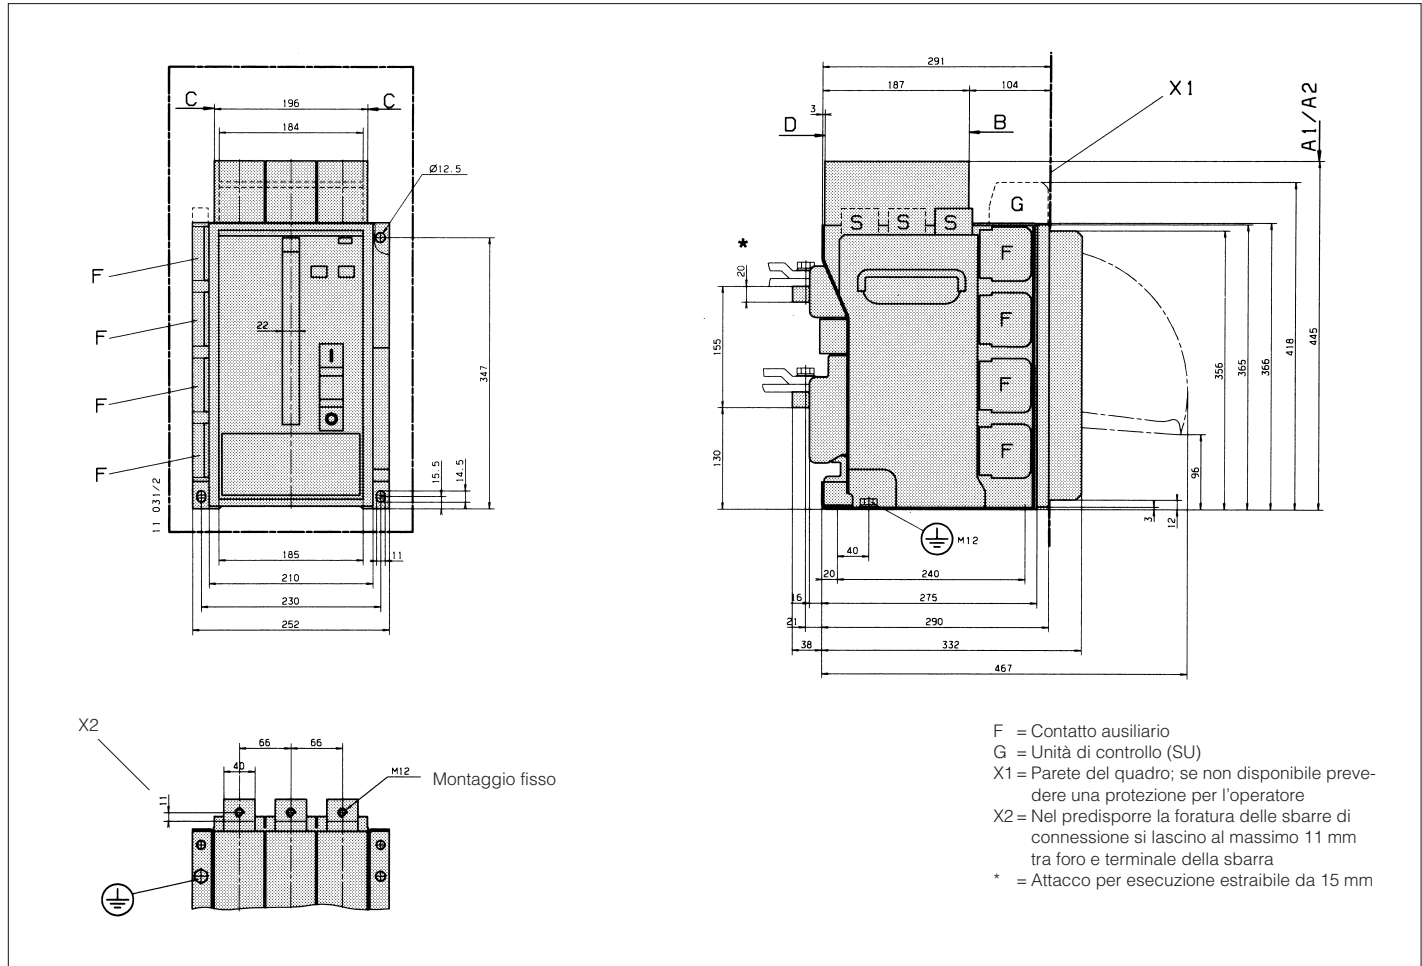 C 196 C
184
Ø12.5
F
F
22
F
F
347
15.5
14.5
11 031/2
185
11
210
230
252
291
187
104
X1
3
D
B
A1/A2
G
S S S
*
F
20
F
155
F
F
130
356
365
366
418
445
96
3
12
M12
40
20
240
16
275
21
290
38
332
467
X2
66 66
40
M12
Montaggio fisso
11
F = Contatto ausiliario
G = Unità di controllo (SU)
X1 = Parete del quadro; se non disponibile preve-
dere una protezione per l'operatore
X2 = Nel predisporre la foratura delle sbarre di
connessione si lascino al massimo 11 mm
tra foro e terminale della sbarra
* = Attacco per esecuzione estraibile da 15 mm